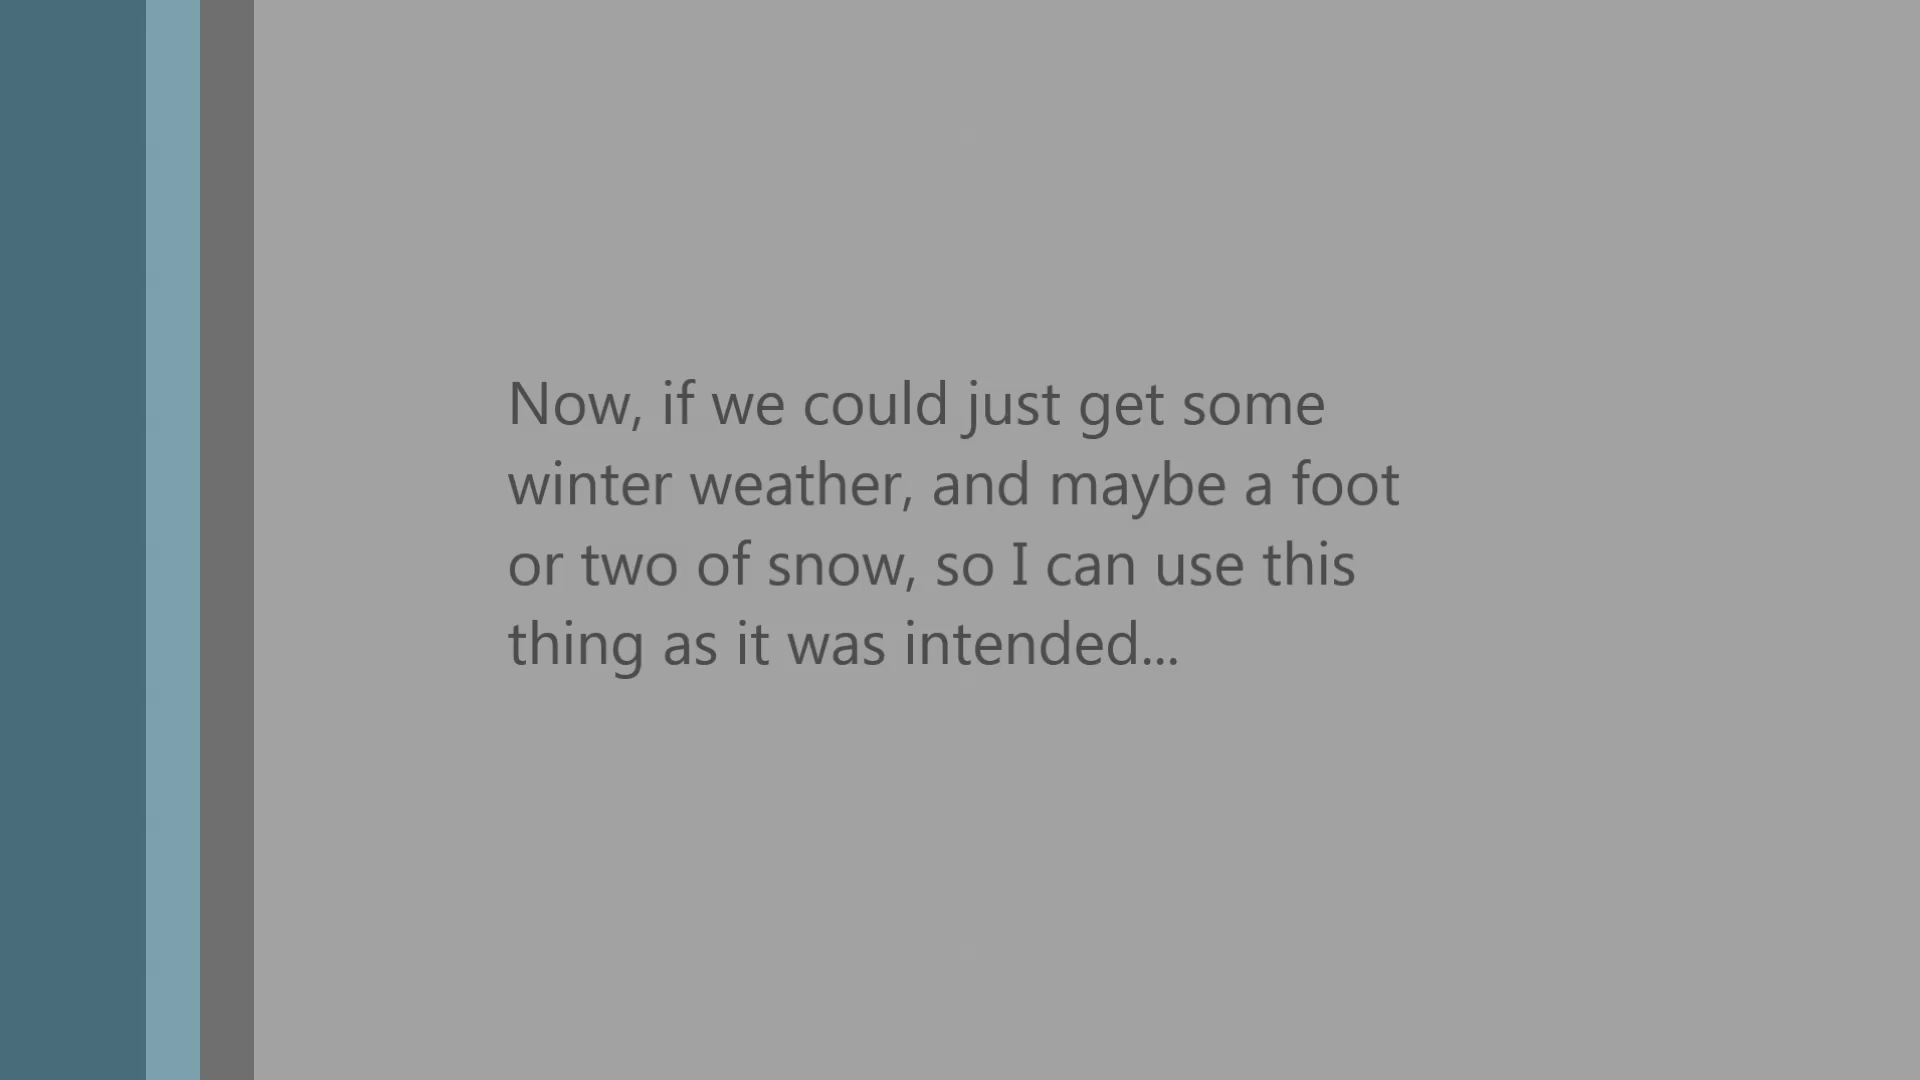 Now, if we could just get some
winter weather, and maybe a foot
or two of snow, so I can use this
thing as it was intended...